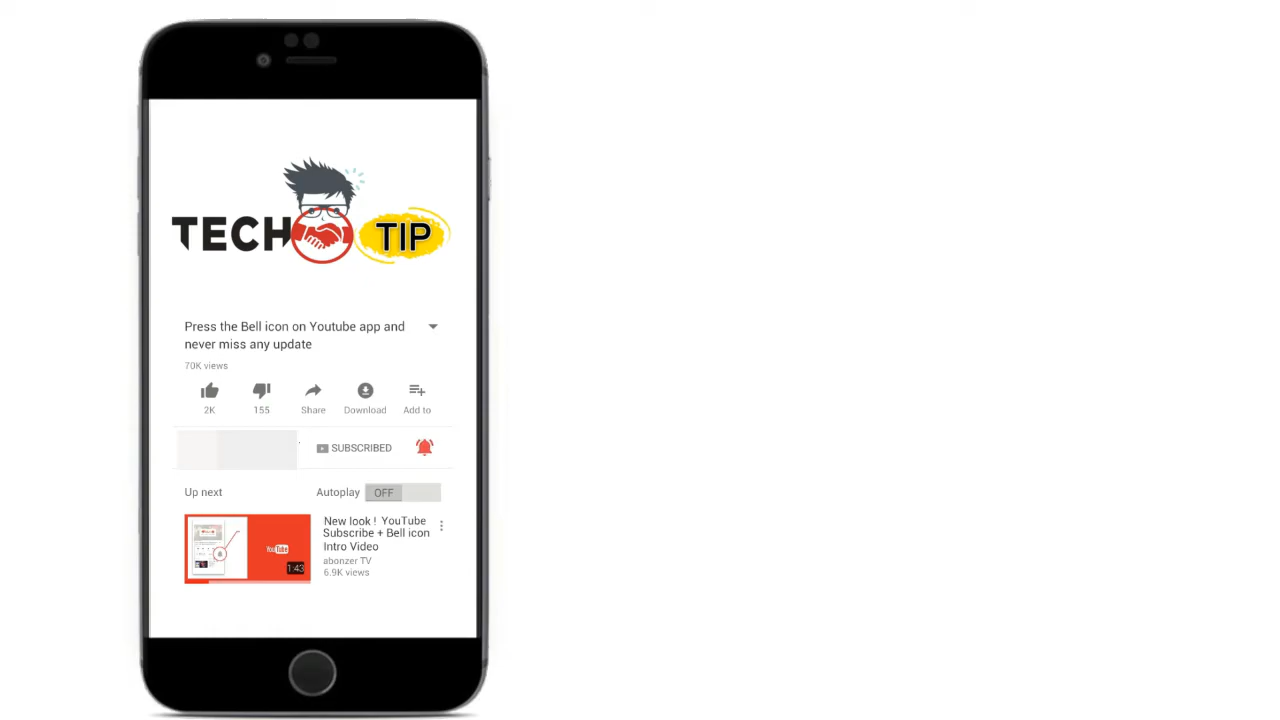 TECH TIP
Press the Bell icon on Youtube app and
never miss any update
70K views
2K 155 Share Download Add to
SUBSCRIBED
Up next Autoplay OFF
New look ! YouTube
Subscribe + Bell icon
Intro Video
abonzer TV
6.9K views
YouTube
1:43